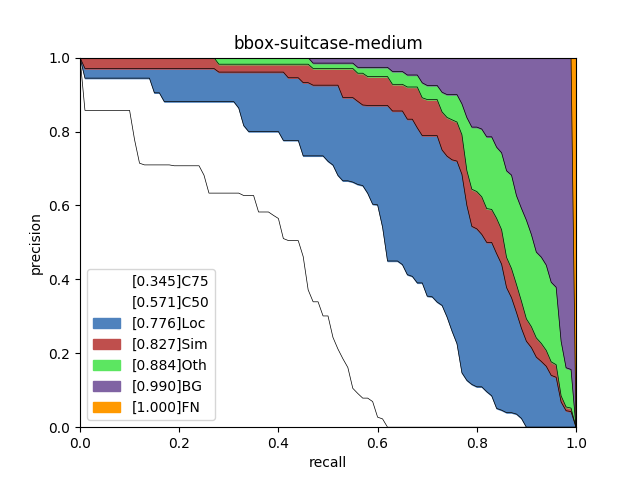 bbox-suitcase-medium
precision
1.0
0.8
0.6
0.4
0.2
0.0
[0.345]C75
[0.571]C50
[0.776]Loc
[0.827]Sim
[0.884]Oth
[0.990]BG
[1.000]FN
0.0 0.2 0.4 0.6 0.8 1.0
recall